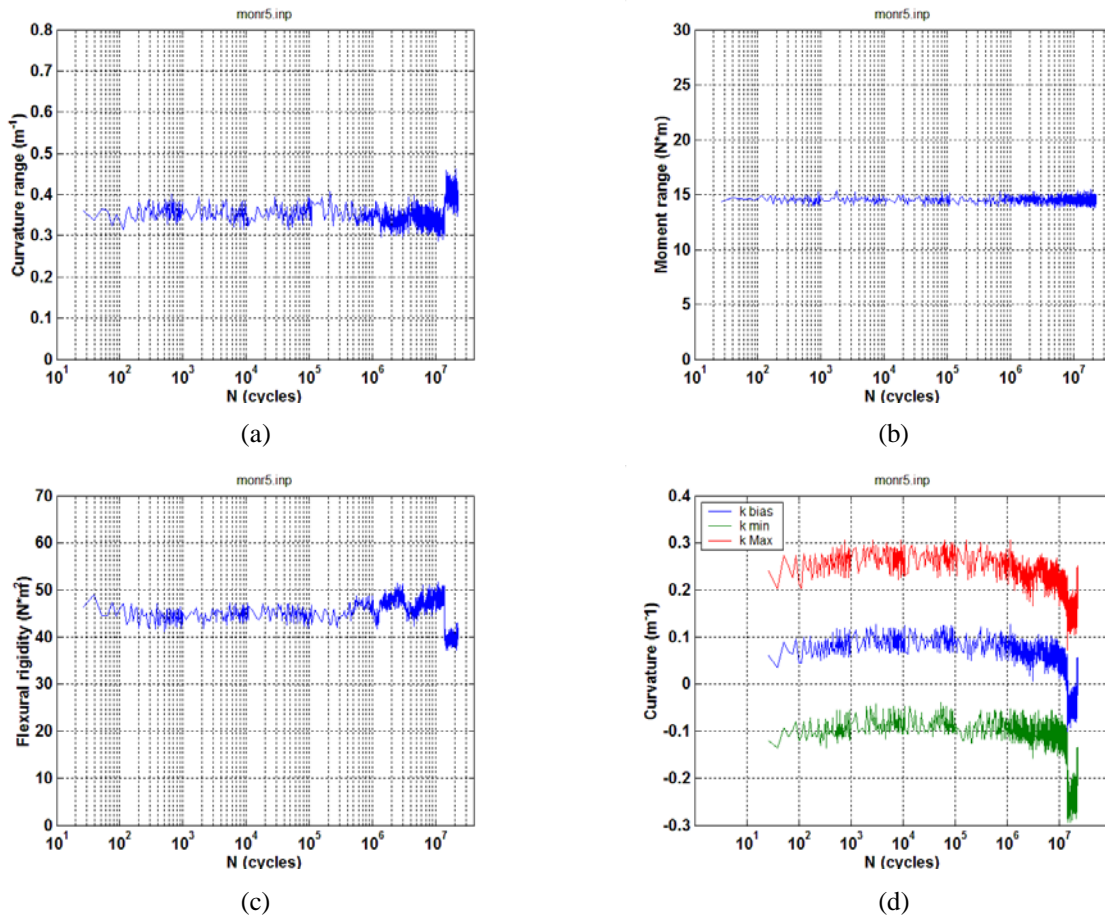 monr5.inp
0.8
0.7
0.6
0.5
0.4
0.3
0.2
0.1
0
Curvature range (m⁻¹)
10¹ 10² 10³ 10⁴ 10⁵ 10⁶ 10⁷
N (cycles)
(a)
monr5.inp
30
25
20
15
10
5
0
Moment range (N*m)
10¹ 10² 10³ 10⁴ 10⁵ 10⁶ 10⁷
N (cycles)
(b)
monr5.inp
70
60
50
40
30
20
10
0
Flexural rigidity (N*m²)
10¹ 10² 10³ 10⁴ 10⁵ 10⁶ 10⁷
N (cycles)
(c)
monr5.inp
k bias
k min
k Max
0.4
0.3
0.2
0.1
0
-0.1
-0.2
-0.3
Curvature (m⁻¹)
10¹ 10² 10³ 10⁴ 10⁵ 10⁶ 10⁷
N (cycles)
(d)